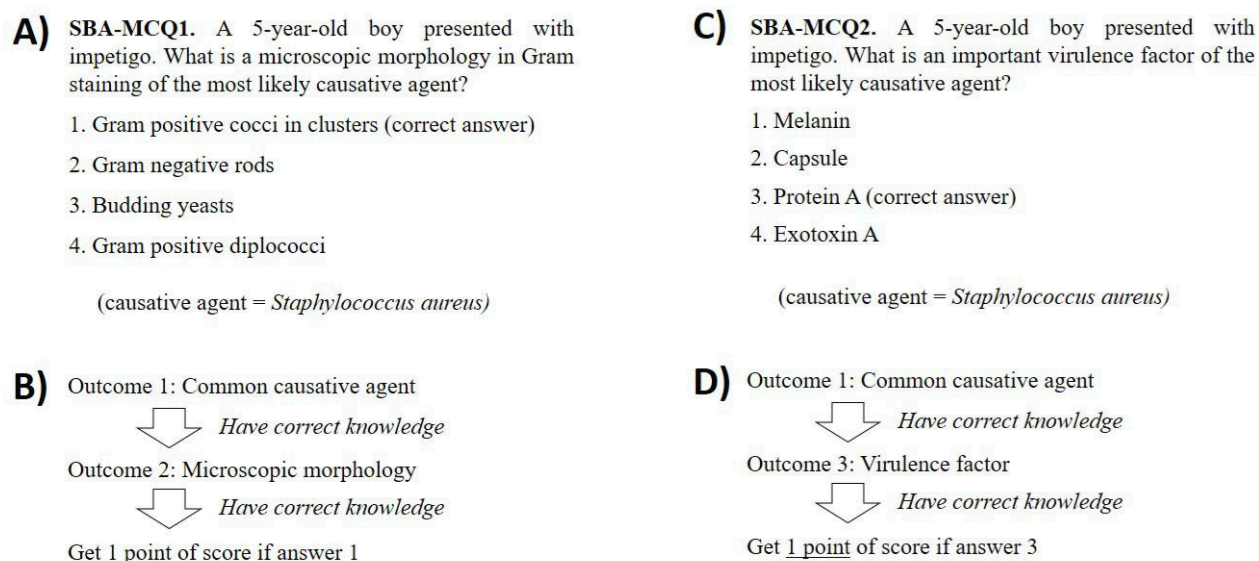 A) SBA-MCQ1. A 5-year-old boy presented with
impetigo. What is a microscopic morphology in Gram
staining of the most likely causative agent?
1. Gram positive cocci in clusters (correct answer)
2. Gram negative rods
3. Budding yeasts
4. Gram positive diplococci
(causative agent = Staphylococcus aureus)
B) Outcome 1: Common causative agent
Have correct knowledge
Outcome 2: Microscopic morphology
Have correct knowledge
Get 1 point of score if answer 1
C) SBA-MCQ2. A 5-year-old boy presented with
impetigo. What is an important virulence factor of the
most likely causative agent?
1. Melanin
2. Capsule
3. Protein A (correct answer)
4. Exotoxin A
(causative agent = Staphylococcus aureus)
D) Outcome 1: Common causative agent
Have correct knowledge
Outcome 3: Virulence factor
Have correct knowledge
Get 1 point of score if answer 3